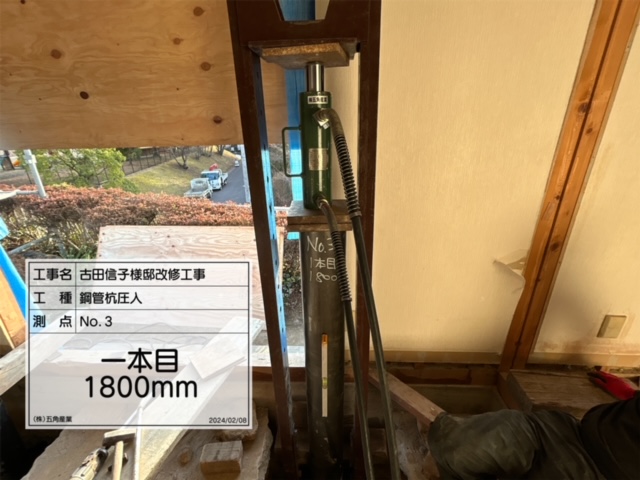 工事名 古田信子様邸改修工事
工 種 鋼管杭圧入
測 点 No.3
一本目
1800mm
(株)五角産業 2024/02/08
No.3
1本目
1800